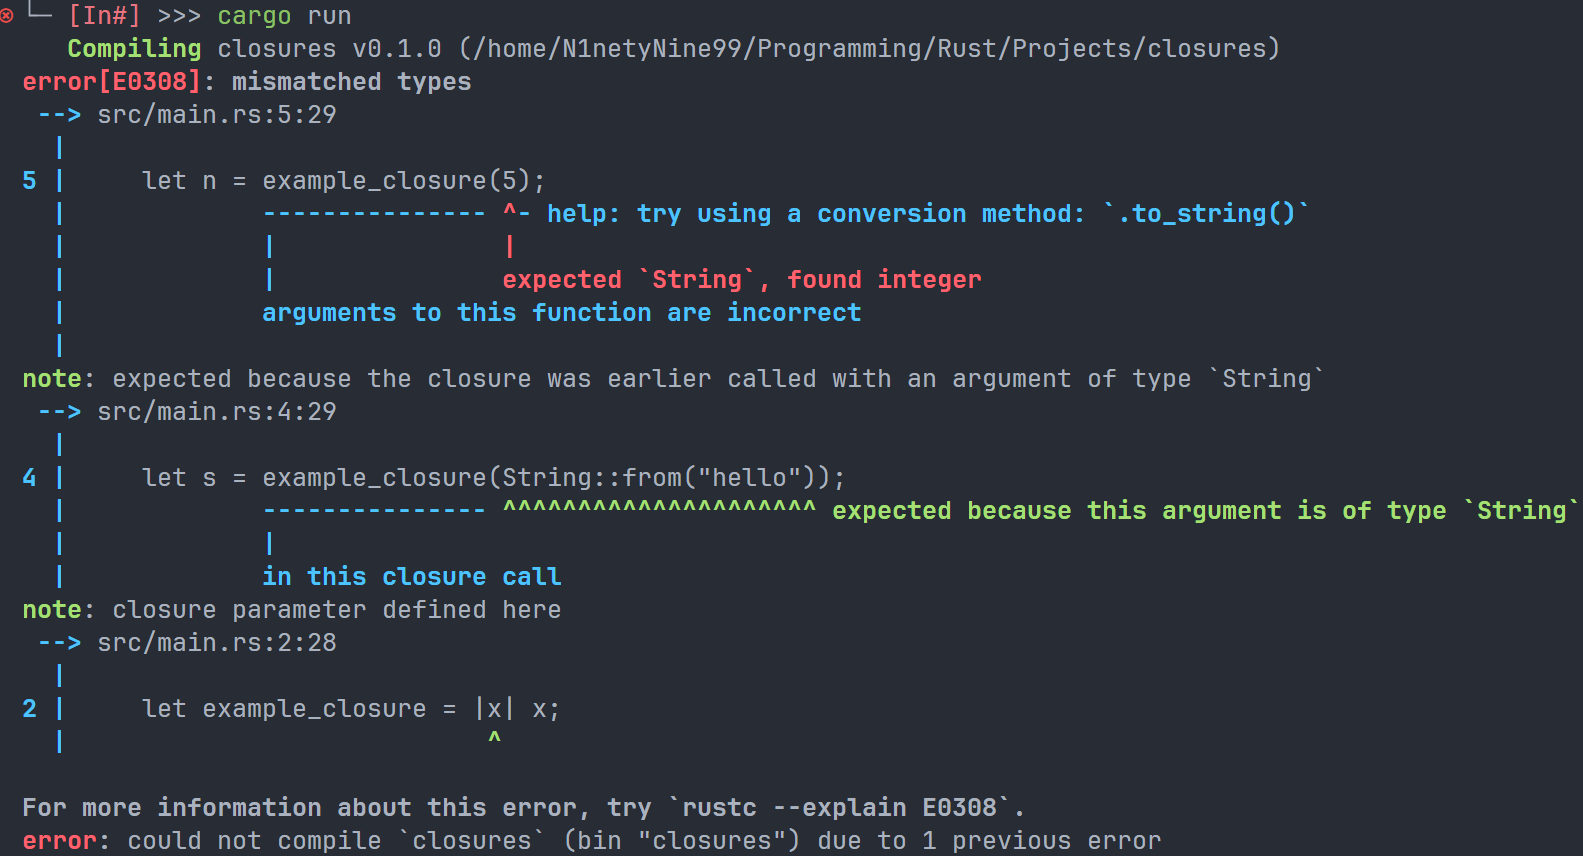 └─ [In#] >>> cargo run
   Compiling closures v0.1.0 (/home/N1netyNine99/Programming/Rust/Projects/closures)
error[E0308]: mismatched types
 --> src/main.rs:5:29
  |
5 |     let n = example_closure(5);
  |             --------------- ^- help: try using a conversion method: `.to_string()`
  |             |               |
  |             |               expected `String`, found integer
  |             arguments to this function are incorrect
  |
note: expected because the closure was earlier called with an argument of type `String`
 --> src/main.rs:4:29
  |
4 |     let s = example_closure(String::from("hello"));
  |             --------------- ^^^^^^^^^^^^^^^^^^^^^ expected because this argument is of type `String`
  |             |
  |             in this closure call
note: closure parameter defined here
 --> src/main.rs:2:28
  |
2 |     let example_closure = |x| x;
  |                            ^

For more information about this error, try `rustc --explain E0308`.
error: could not compile `closures` (bin "closures") due to 1 previous error